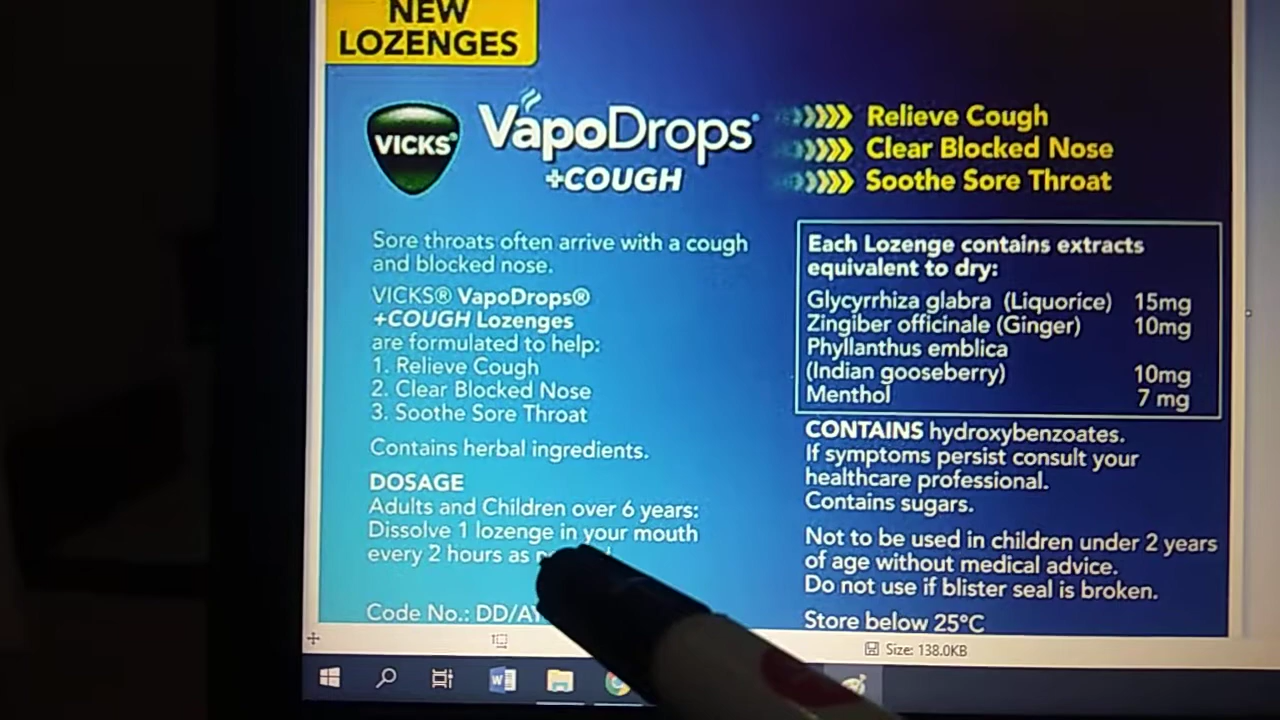 NEW
LOZENGES
VICKS®
VapoDrops
+COUGH
Relieve Cough
Clear Blocked Nose
Soothe Sore Throat
Sore throats often arrive with a cough
and blocked nose.
VICKS® VapoDrops®
+COUGH Lozenges
are formulated to help:
1. Relieve Cough
2. Clear Blocked Nose
3. Soothe Sore Throat
Contains herbal ingredients.
DOSAGE
Adults and Children over 6 years:
Dissolve 1 lozenge in your mouth
every 2 hours as
Code No.: DD/
Each Lozenge contains extracts
equivalent to dry:
Glycyrrhiza glabra (Liquorice) 15mg
Zingiber officinale (Ginger) 10mg
Phyllanthus emblica
(Indian gooseberry) 10mg
Menthol 7 mg
CONTAINS hydroxybenzoates.
If symptoms persist consult your
healthcare professional.
Contains sugars.
Not to be used in children under 2 years
of age without medical advice.
Do not use if blister seal is broken.
Store below 25°C
Size: 138.0KB